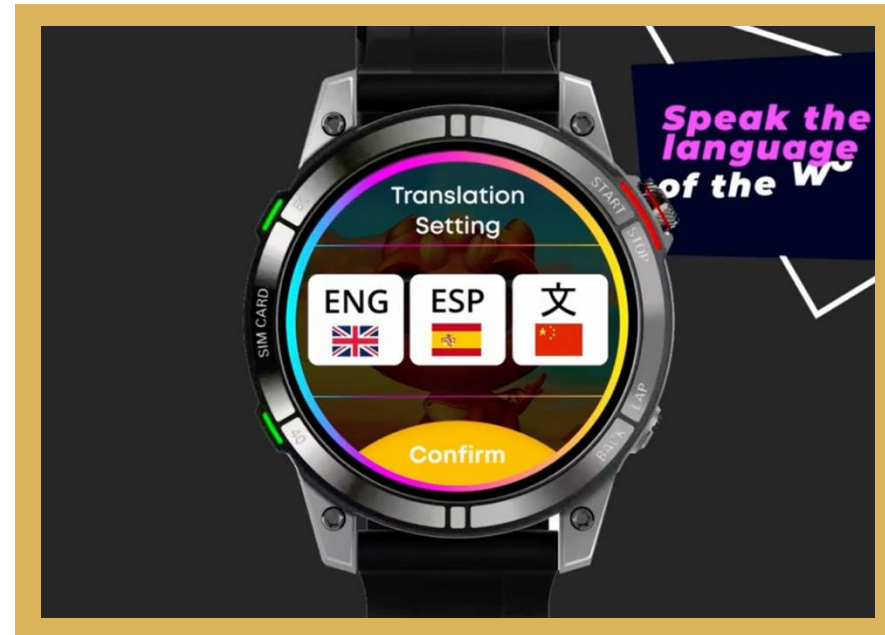 Translation
Setting
ENG
ESP
文
Confirm
START
STOP
SIM CARD
LAP
BACK
Speak the
language
of the